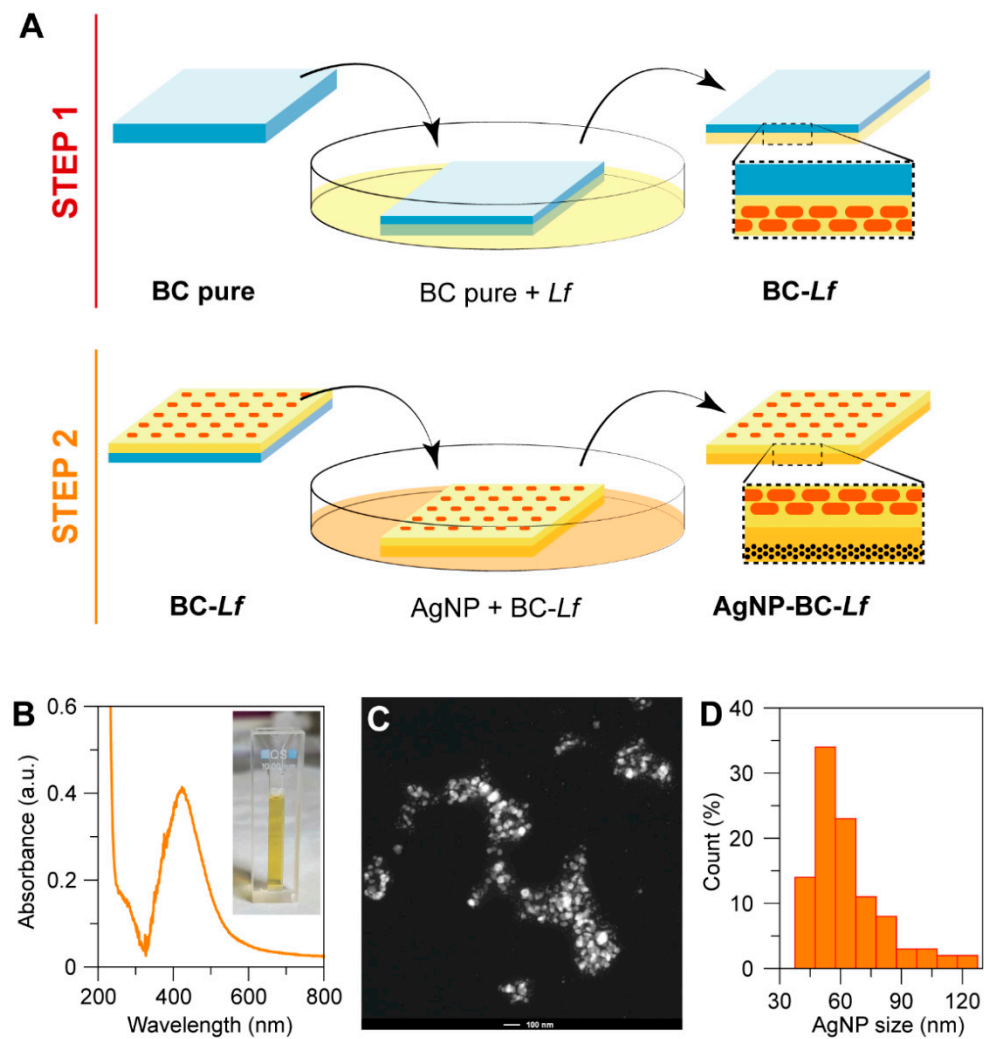 A
STEP 1
BC pure
BC pure + Lf
BC-Lf
STEP 2
BC-Lf
AgNP + BC-Lf
AgNP-BC-Lf
B
0.6
0.4
0.2
0
Absorbance (a.u.)
200 400 600 800
Wavelength (nm)
QS
C
100 nm
D
40
30
20
10
0
Count (%)
30 60 90 120
AgNP size (nm)